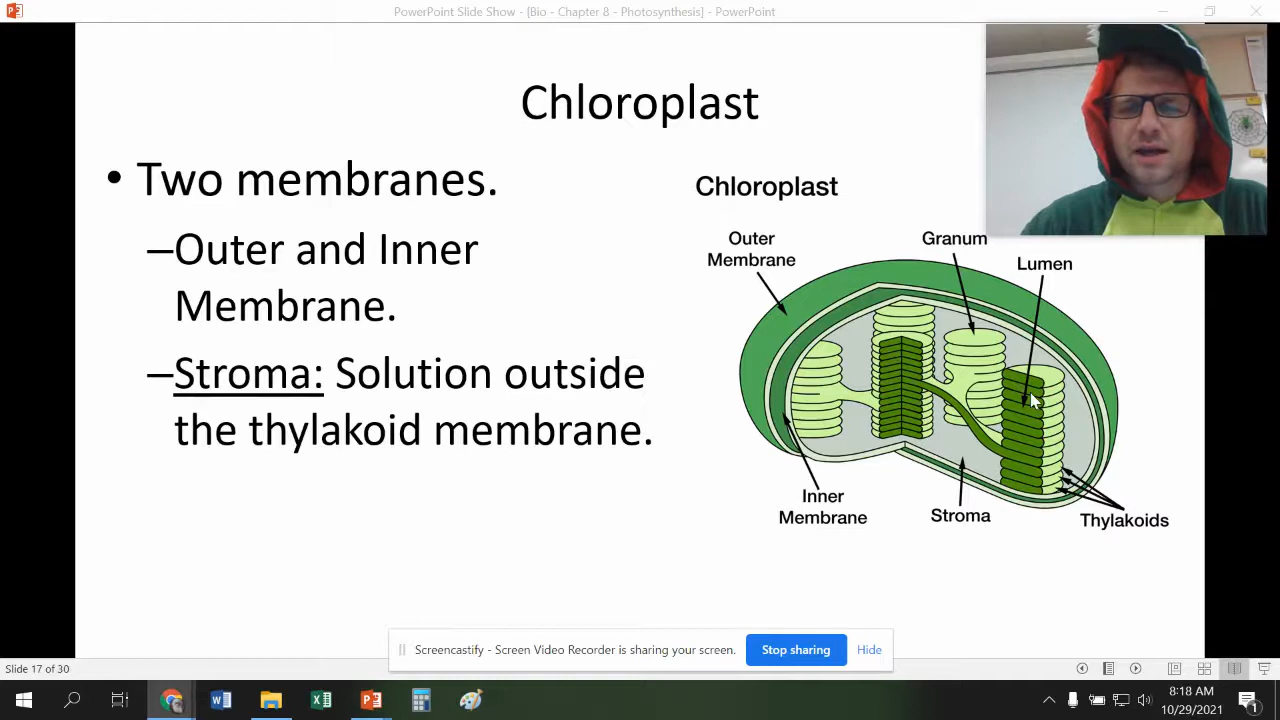 PowerPoint Slide Show - [Bio - Chapter 8 - Photosynthesis] - PowerPoint
Chloroplast
• Two membranes.
–Outer and Inner
Membrane.
–Stroma: Solution outside
the thylakoid membrane.
Chloroplast
Outer
Membrane
Granum
Lumen
Inner
Membrane
Stroma
Thylakoids
Screencastify - Screen Video Recorder is sharing your screen.
Stop sharing
Hide
Slide 17 of 30
8:18 AM
10/29/2021
1